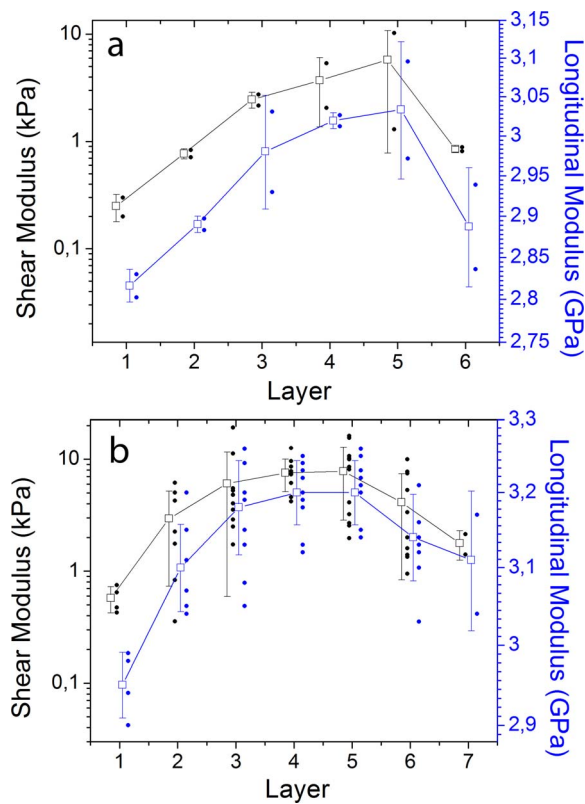 a
Shear Modulus (kPa)
10
1
0,1
1 2 3 4 5 6
Layer
3,15
3,1
3,05
3
2,95
2,9
2,85
2,8
2,75
Longitudinal Modulus (GPa)
b
Shear Modulus (kPa)
10
1
0,1
1 2 3 4 5 6 7
Layer
3,3
3,2
3,1
3
2,9
Longitudinal Modulus (GPa)